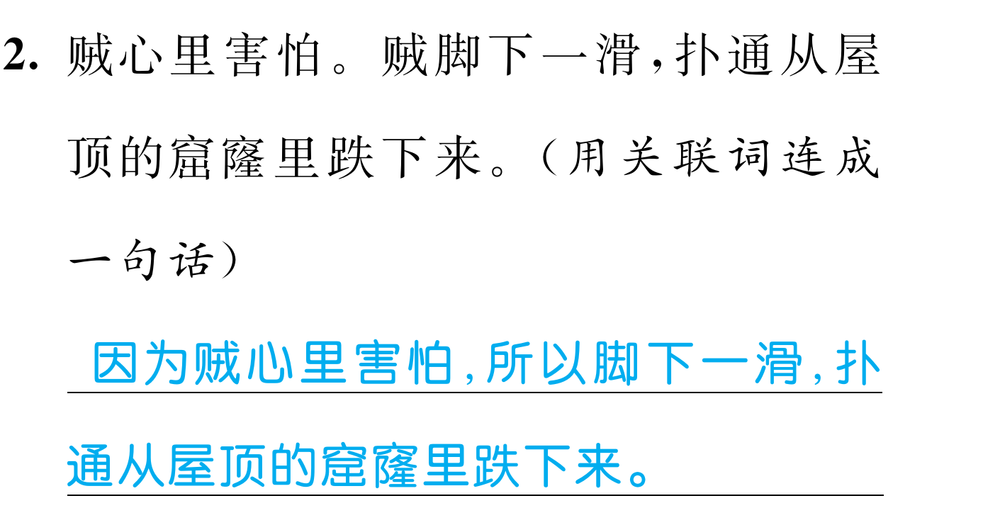 2. 贼心里害怕。贼脚下一滑,扑通从屋
顶的窟窿里跌下来。(用关联词连成
一句话)
因为贼心里害怕,所以脚下一滑,扑
通从屋顶的窟窿里跌下来。